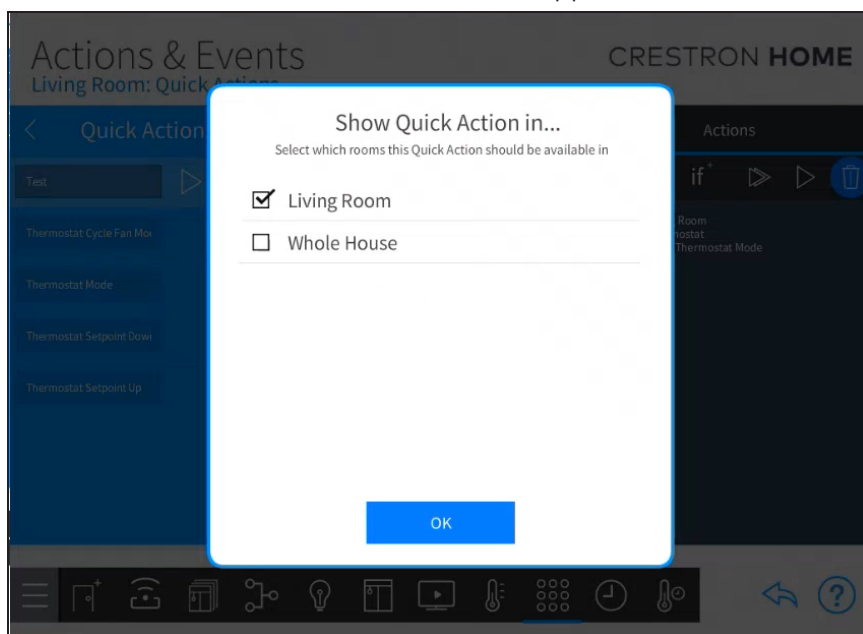 Actions & Events
CRESTRON HOME
Living Room: Quick Actions
Quick Action
Actions
Test
if+
Thermostat Cycle Fan Mo
Thermostat Mode
Thermostat Setpoint Dow
Thermostat Setpoint Up
Room
ostat
Thermostat Mode
Show Quick Action in...
Select which rooms this Quick Action should be available in
Living Room
Whole House
OK
?